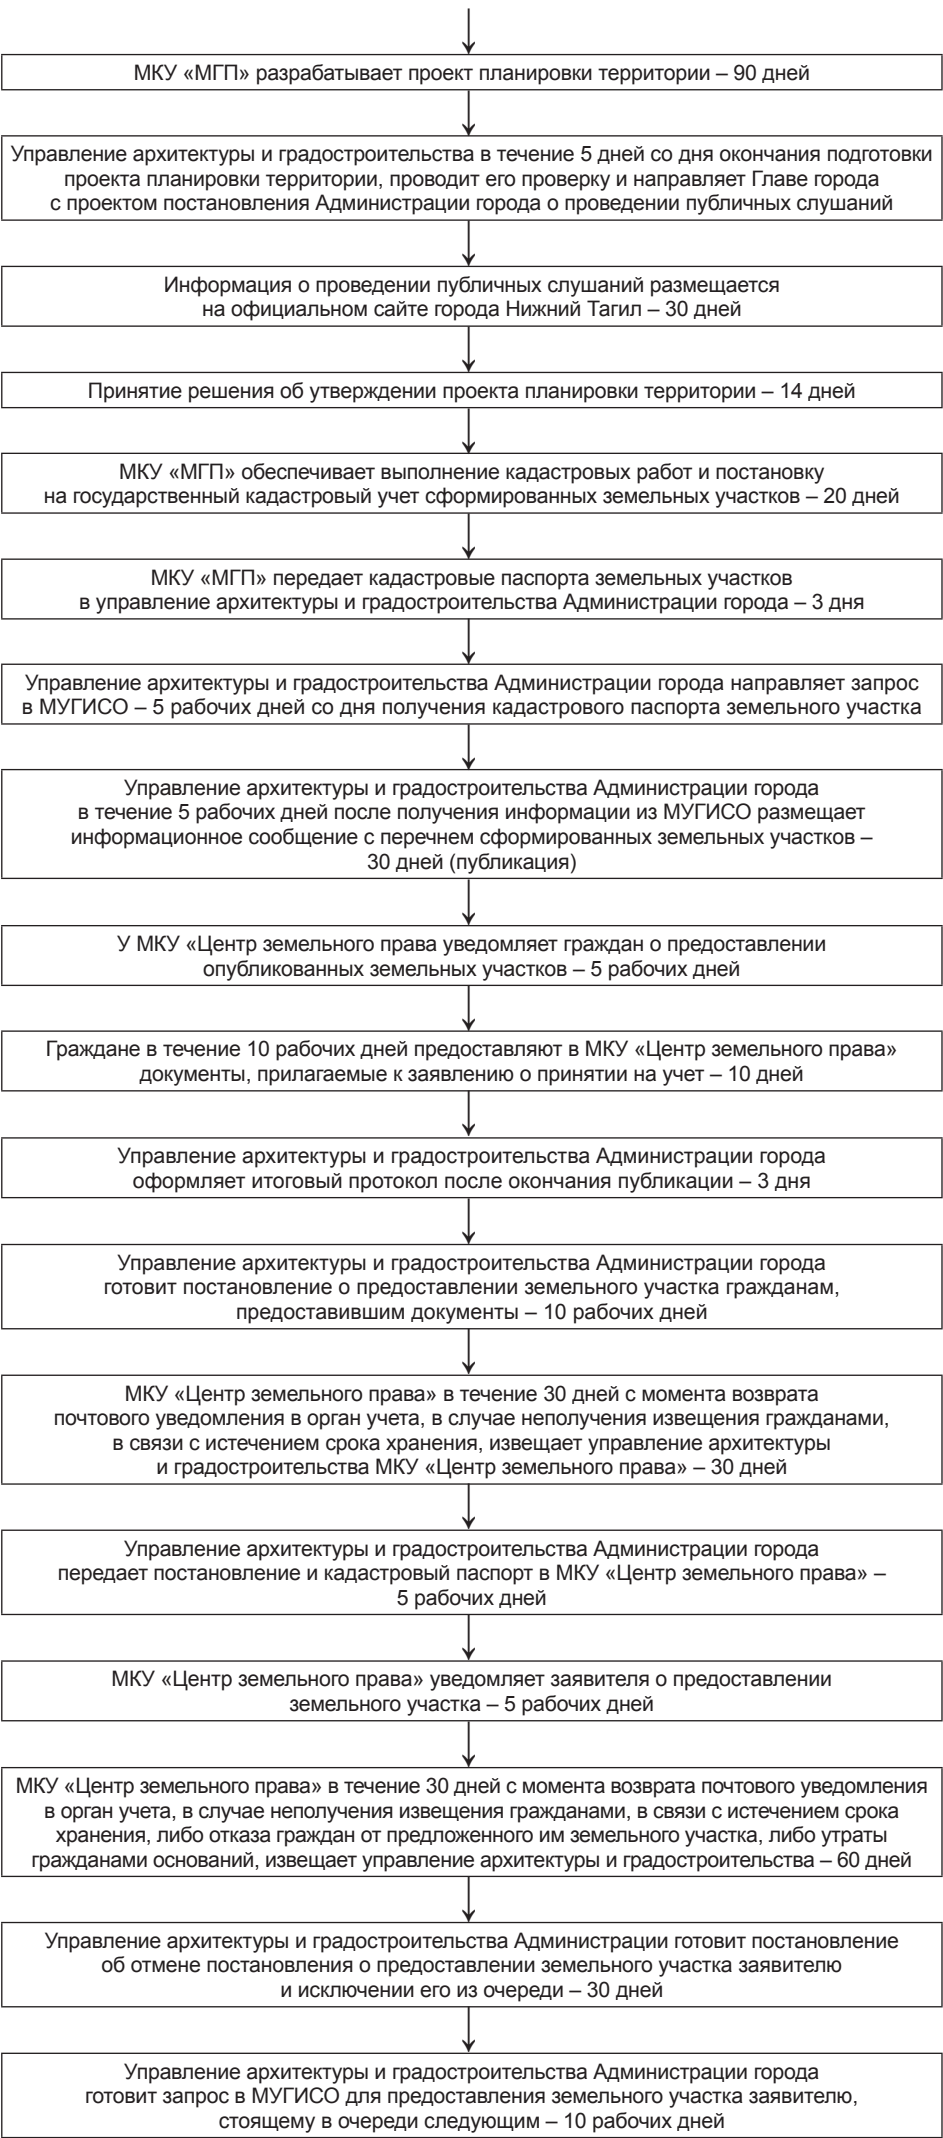 МКУ «МГП» разрабатывает проект планировки территории – 90 дней
Управление архитектуры и градостроительства в течение 5 дней со дня окончания подготовки
проекта планировки территории, проводит его проверку и направляет Главе города
с проектом постановления Администрации города о проведении публичных слушаний
Информация о проведении публичных слушаний размещается
на официальном сайте города Нижний Тагил – 30 дней
Принятие решения об утверждении проекта планировки территории – 14 дней
МКУ «МГП» обеспечивает выполнение кадастровых работ и постановку
на государственный кадастровый учет сформированных земельных участков – 20 дней
МКУ «МГП» передает кадастровые паспорта земельных участков
в управление архитектуры и градостроительства Администрации города – 3 дня
Управление архитектуры и градостроительства Администрации города направляет запрос
в МУГИСО – 5 рабочих дней со дня получения кадастрового паспорта земельного участка
Управление архитектуры и градостроительства Администрации города
в течение 5 рабочих дней после получения информации из МУГИСО размещает
информационное сообщение с перечнем сформированных земельных участков –
30 дней (публикация)
У МКУ «Центр земельного права уведомляет граждан о предоставлении
опубликованных земельных участков – 5 рабочих дней
Граждане в течение 10 рабочих дней предоставляют в МКУ «Центр земельного права»
документы, прилагаемые к заявлению о принятии на учет – 10 дней
Управление архитектуры и градостроительства Администрации города
оформляет итоговый протокол после окончания публикации – 3 дня
Управление архитектуры и градостроительства Администрации города
готовит постановление о предоставлении земельного участка гражданам,
предоставившим документы – 10 рабочих дней
МКУ «Центр земельного права» в течение 30 дней с момента возврата
почтового уведомления в орган учета, в случае неполучения извещения гражданами,
в связи с истечением срока хранения, извещает управление архитектуры
и градостроительства МКУ «Центр земельного права» – 30 дней
Управление архитектуры и градостроительства Администрации города
передает постановление и кадастровый паспорт в МКУ «Центр земельного права» –
5 рабочих дней
МКУ «Центр земельного права» уведомляет заявителя о предоставлении
земельного участка – 5 рабочих дней
МКУ «Центр земельного права» в течение 30 дней с момента возврата почтового уведомления
в орган учета, в случае неполучения извещения гражданами, в связи с истечением срока
хранения, либо отказа граждан от предложенного им земельного участка, либо утраты
гражданами оснований, извещает управление архитектуры и градостроительства – 60 дней
Управление архитектуры и градостроительства Администрации готовит постановление
об отмене постановления о предоставлении земельного участка заявителю
и исключении его из очереди – 30 дней
Управление архитектуры и градостроительства Администрации города
готовит запрос в МУГИСО для предоставления земельного участка заявителю,
стоящему в очереди следующим – 10 рабочих дней